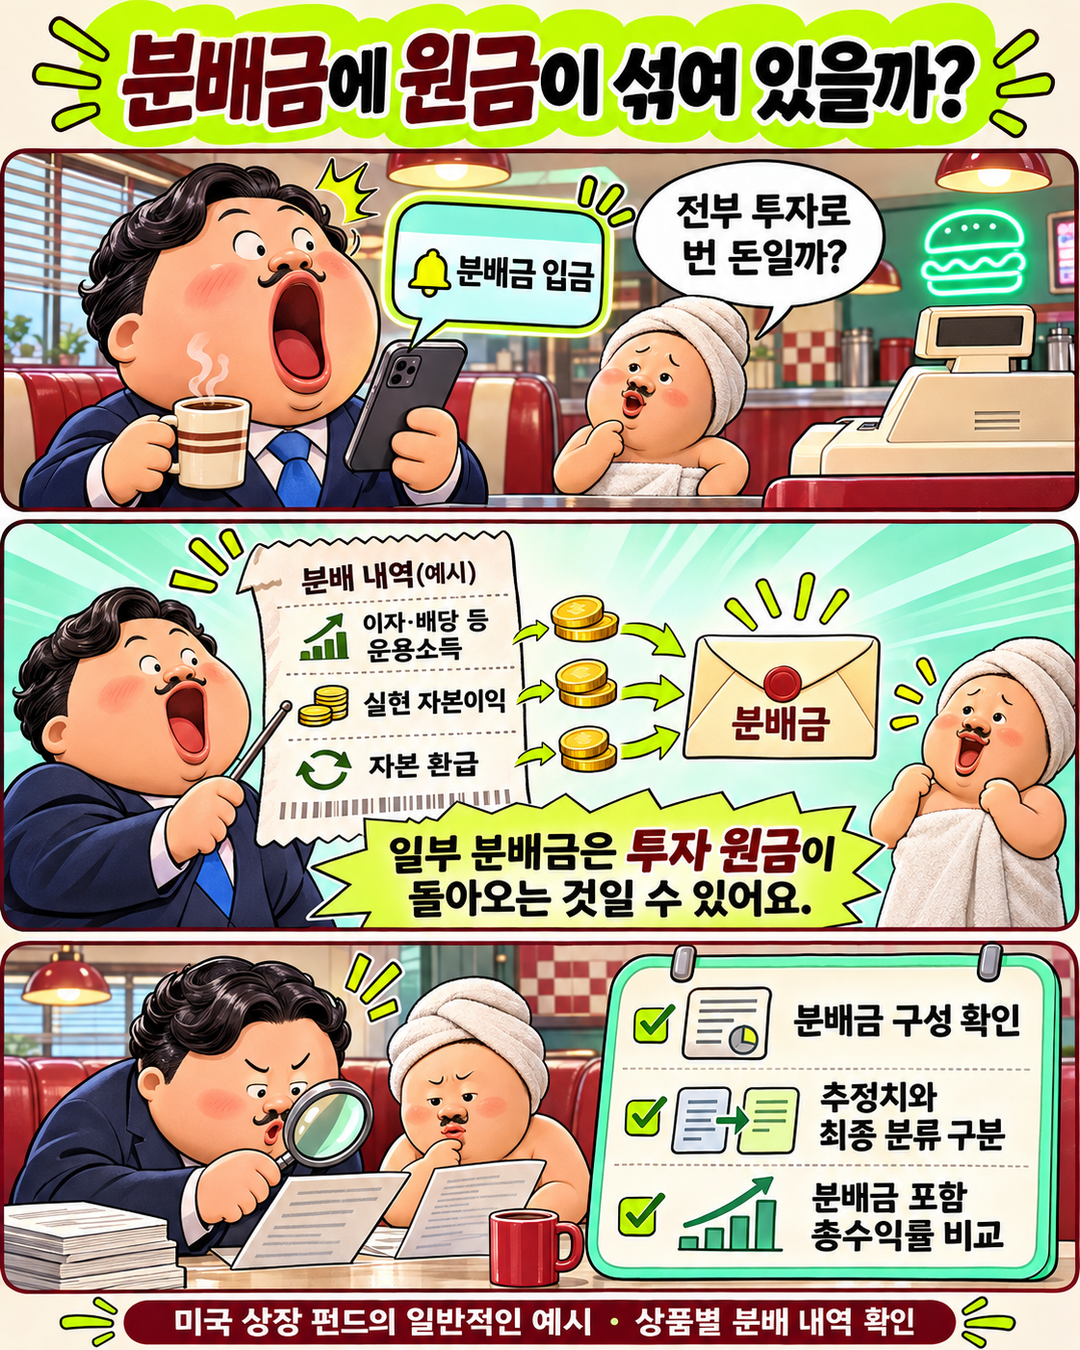 분배금에 원금이 섞여 있을까?
분배금 입금
전부 투자로
번 돈일까?
분배 내역(예시)
이자·배당 등
운용소득
실현 자본이익
자본 환급
분배금
일부 분배금은 투자 원금이
돌아오는 것일 수 있어요.
분배금 구성 확인
추정치와
최종 분류 구분
분배금 포함
총수익률 비교
미국 상장 펀드의 일반적인 예시 · 상품별 분배 내역 확인